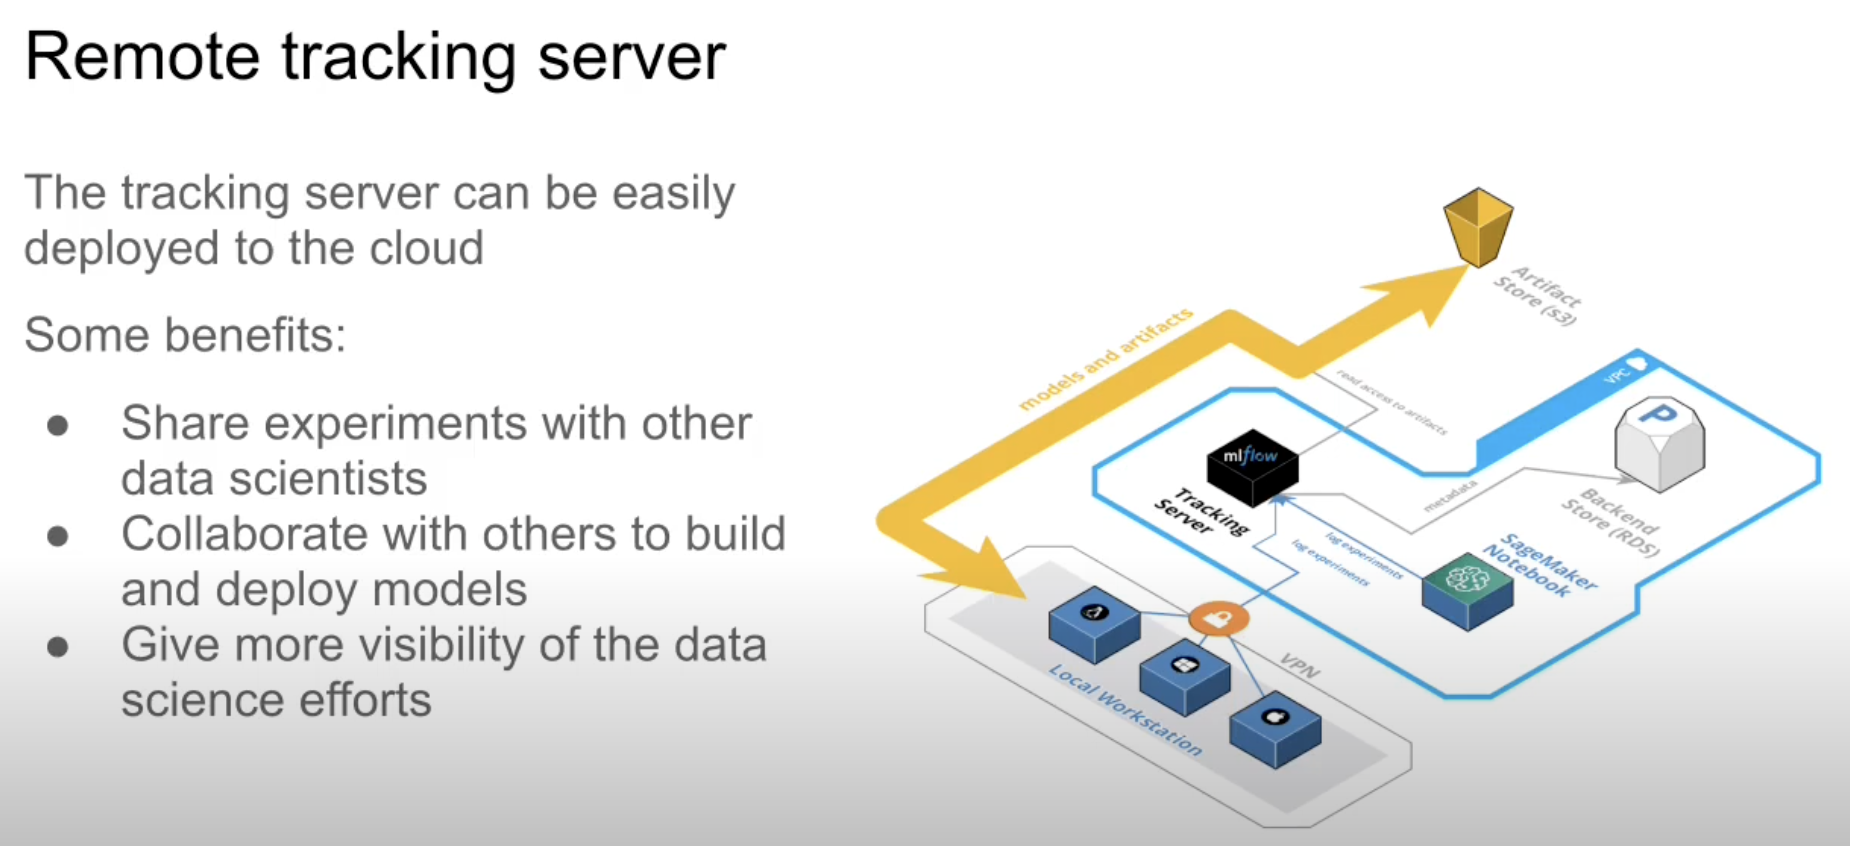 Remote tracking server
The tracking server can be easily
deployed to the cloud
Some benefits:
● Share experiments with other
data scientists
● Collaborate with others to build
and deploy models
● Give more visibility of the data
science efforts
Artifact
Store (s3)
models and artifacts
read access to artifacts
VPC
P
mlflow
Tracking
Server
metadata
Backend
Store (RDS)
log experiments
log experiments
SageMaker
Notebook
VPN
Local Workstation